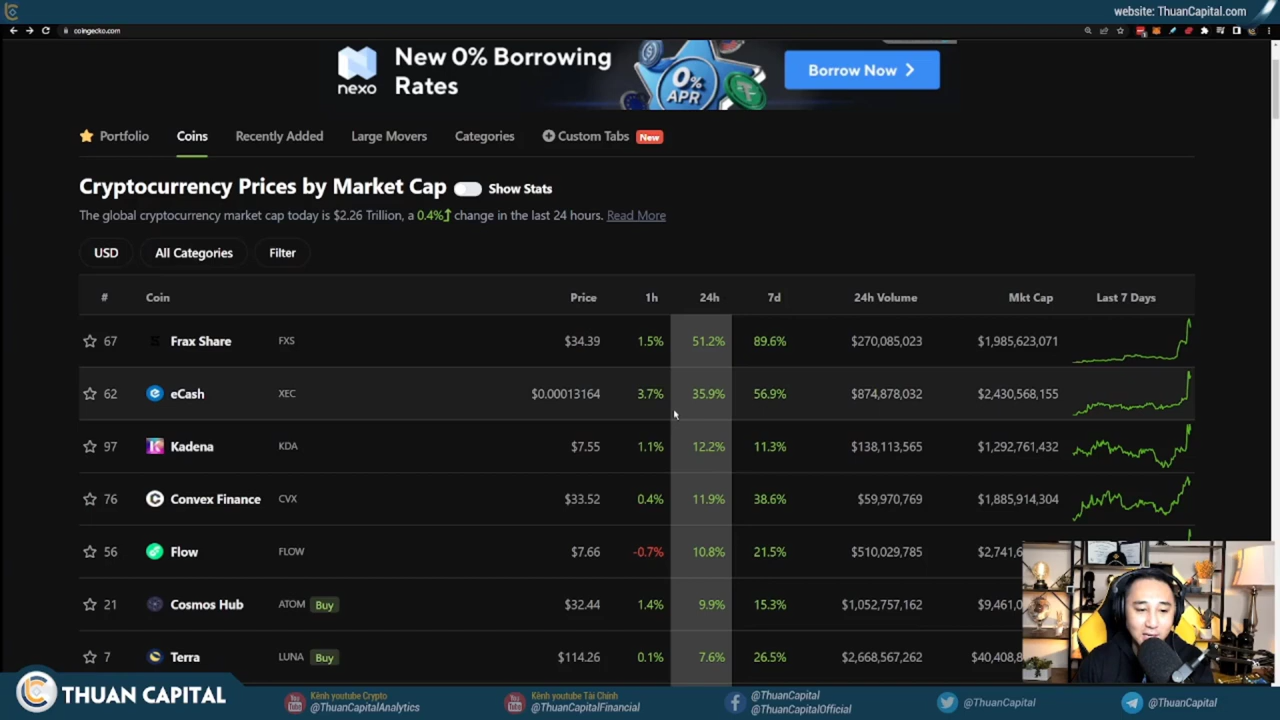 website: ThuanCapital.com
coingecko.com
nexo
New 0% Borrowing
Rates
0%
APR
Borrow Now
Portfolio Coins Recently Added Large Movers Categories Custom Tabs New
Cryptocurrency Prices by Market Cap Show Stats
The global cryptocurrency market cap today is $2.26 Trillion, a 0.4% change in the last 24 hours. Read More
USD All Categories Filter
# Coin Price 1h 24h 7d 24h Volume Mkt Cap Last 7 Days
67 Frax Share FXS $34.39 1.5% 51.2% 89.6% $270,085,023 $1,985,623,071
62 eCash XEC $0.00013164 3.7% 35.9% 56.9% $874,878,032 $2,430,568,155
97 Kadena KDA $7.55 1.1% 12.2% 11.3% $138,113,565 $1,292,761,432
76 Convex Finance CVX $33.52 0.4% 11.9% 38.6% $59,970,769 $1,885,914,304
56 Flow FLOW $7.66 -0.7% 10.8% 21.5% $510,029,785 $2,741,
21 Cosmos Hub ATOM Buy $32.44 1.4% 9.9% 15.3% $1,052,757,162 $9,461,
7 Terra LUNA Buy $114.26 0.1% 7.6% 26.5% $2,668,567,262 $40,408,
THUAN CAPITAL
Kênh youtube Crypto
@ThuanCapitalAnalytics
Kênh youtube Tài Chính
@ThuanCapitalFinancial
@ThuanCapital
@ThuanCapitalOfficial
@ThuanCapital
@ThuanCapital